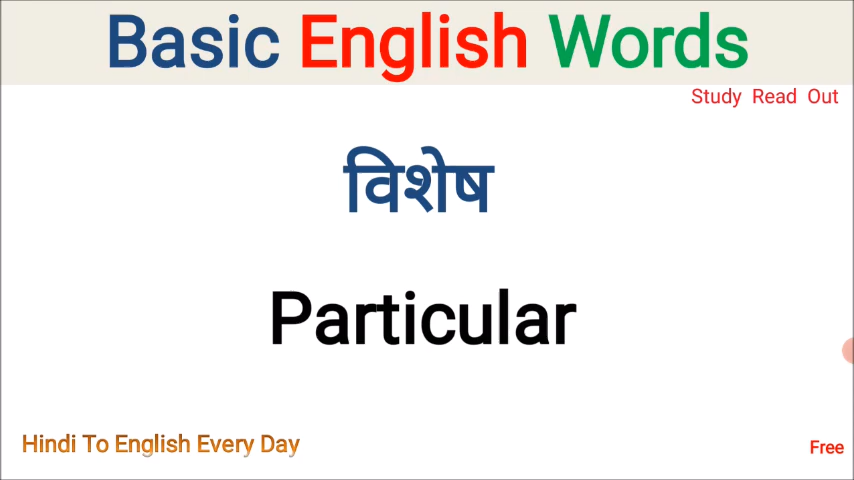 Basic English Words
Study Read Out
विशेष
Particular
Hindi To English Every Day
Free